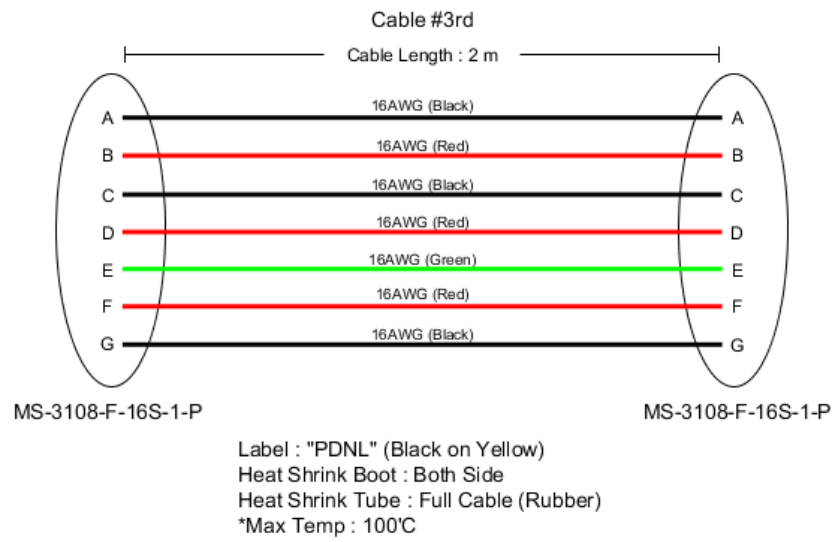 Cable #3rd
Cable Length : 2 m
16AWG (Black)
A A
16AWG (Red)
B B
16AWG (Black)
C C
16AWG (Red)
D D
16AWG (Green)
E E
16AWG (Red)
F F
16AWG (Black)
G G
MS-3108-F-16S-1-P MS-3108-F-16S-1-P
Label : "PDNL" (Black on Yellow)
Heat Shrink Boot : Both Side
Heat Shrink Tube : Full Cable (Rubber)
*Max Temp : 100'C